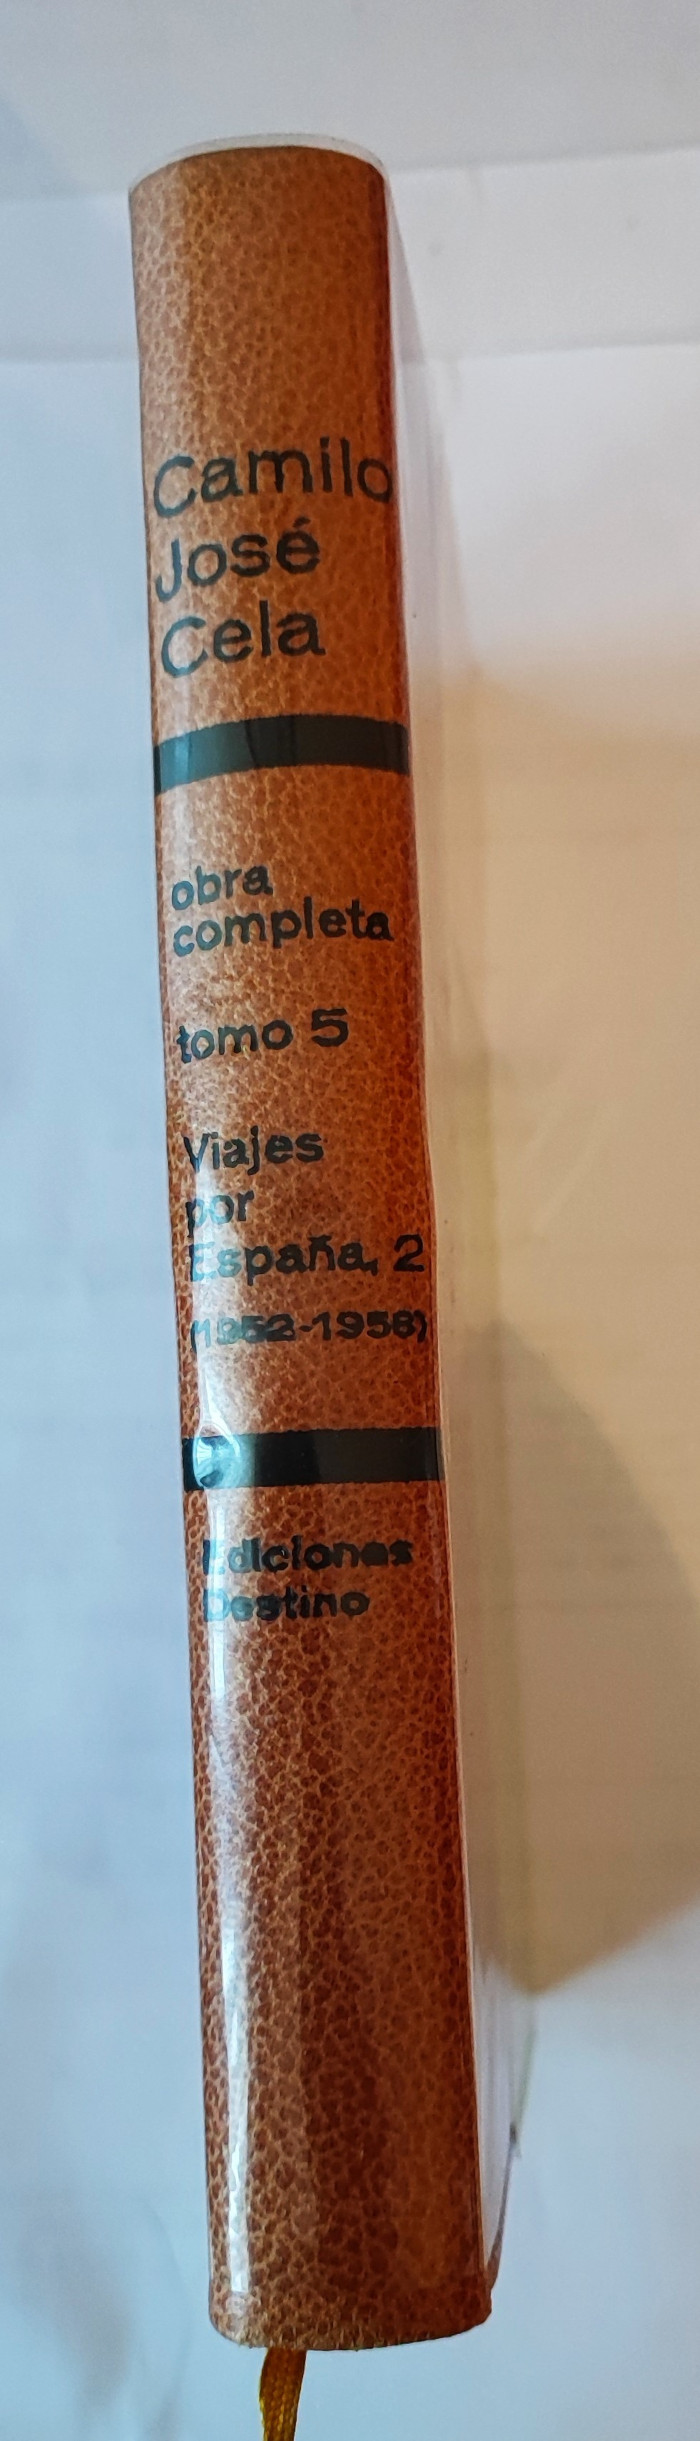 Camilo
José
Cela
obra
completa
tomo 5
Viajes
por
España, 2
(1952-1958)
Ediciones
Destino